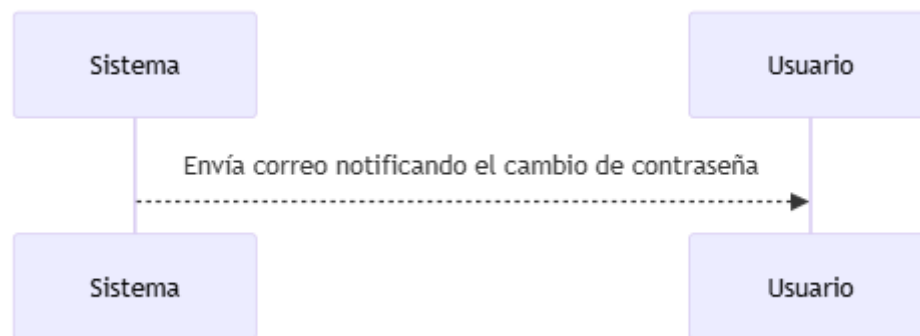 Sistema
Usuario
Envía correo notificando el cambio de contraseña
Sistema
Usuario